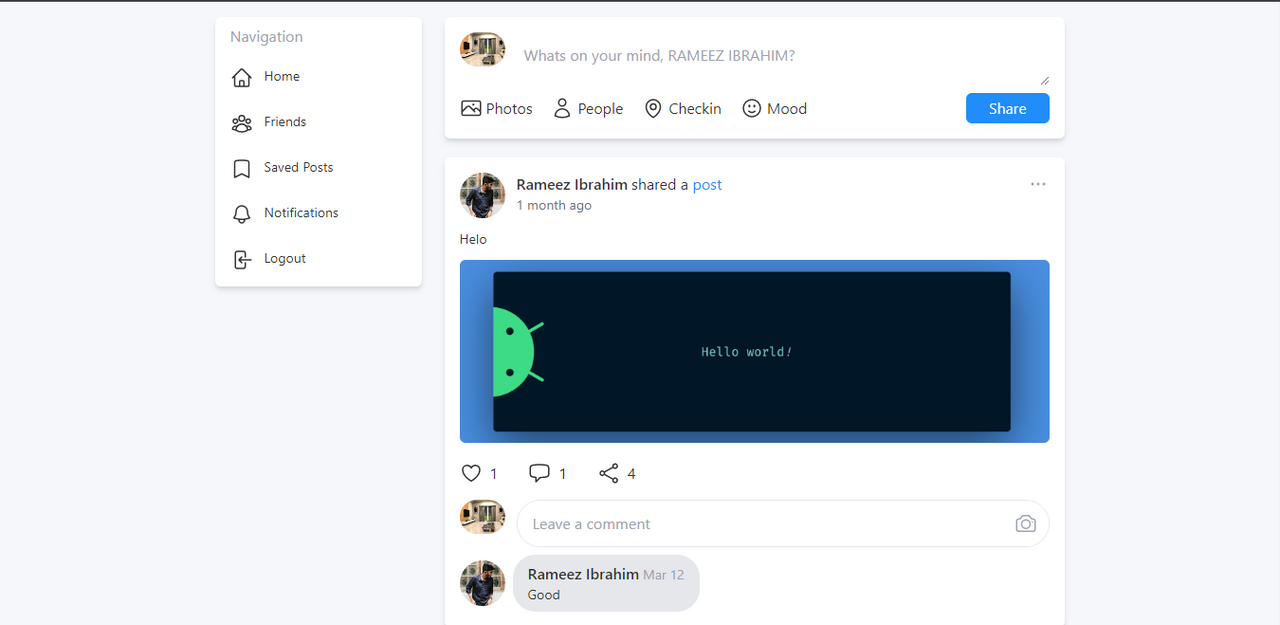 Navigation
Home
Friends
Saved Posts
Notifications
Logout
Whats on your mind, RAMEEZ IBRAHIM?
Photos People Checkin Mood Share
Rameez Ibrahim shared a post
1 month ago
Helo
Hello world!
1 1 4
Leave a comment
Rameez Ibrahim Mar 12
Good